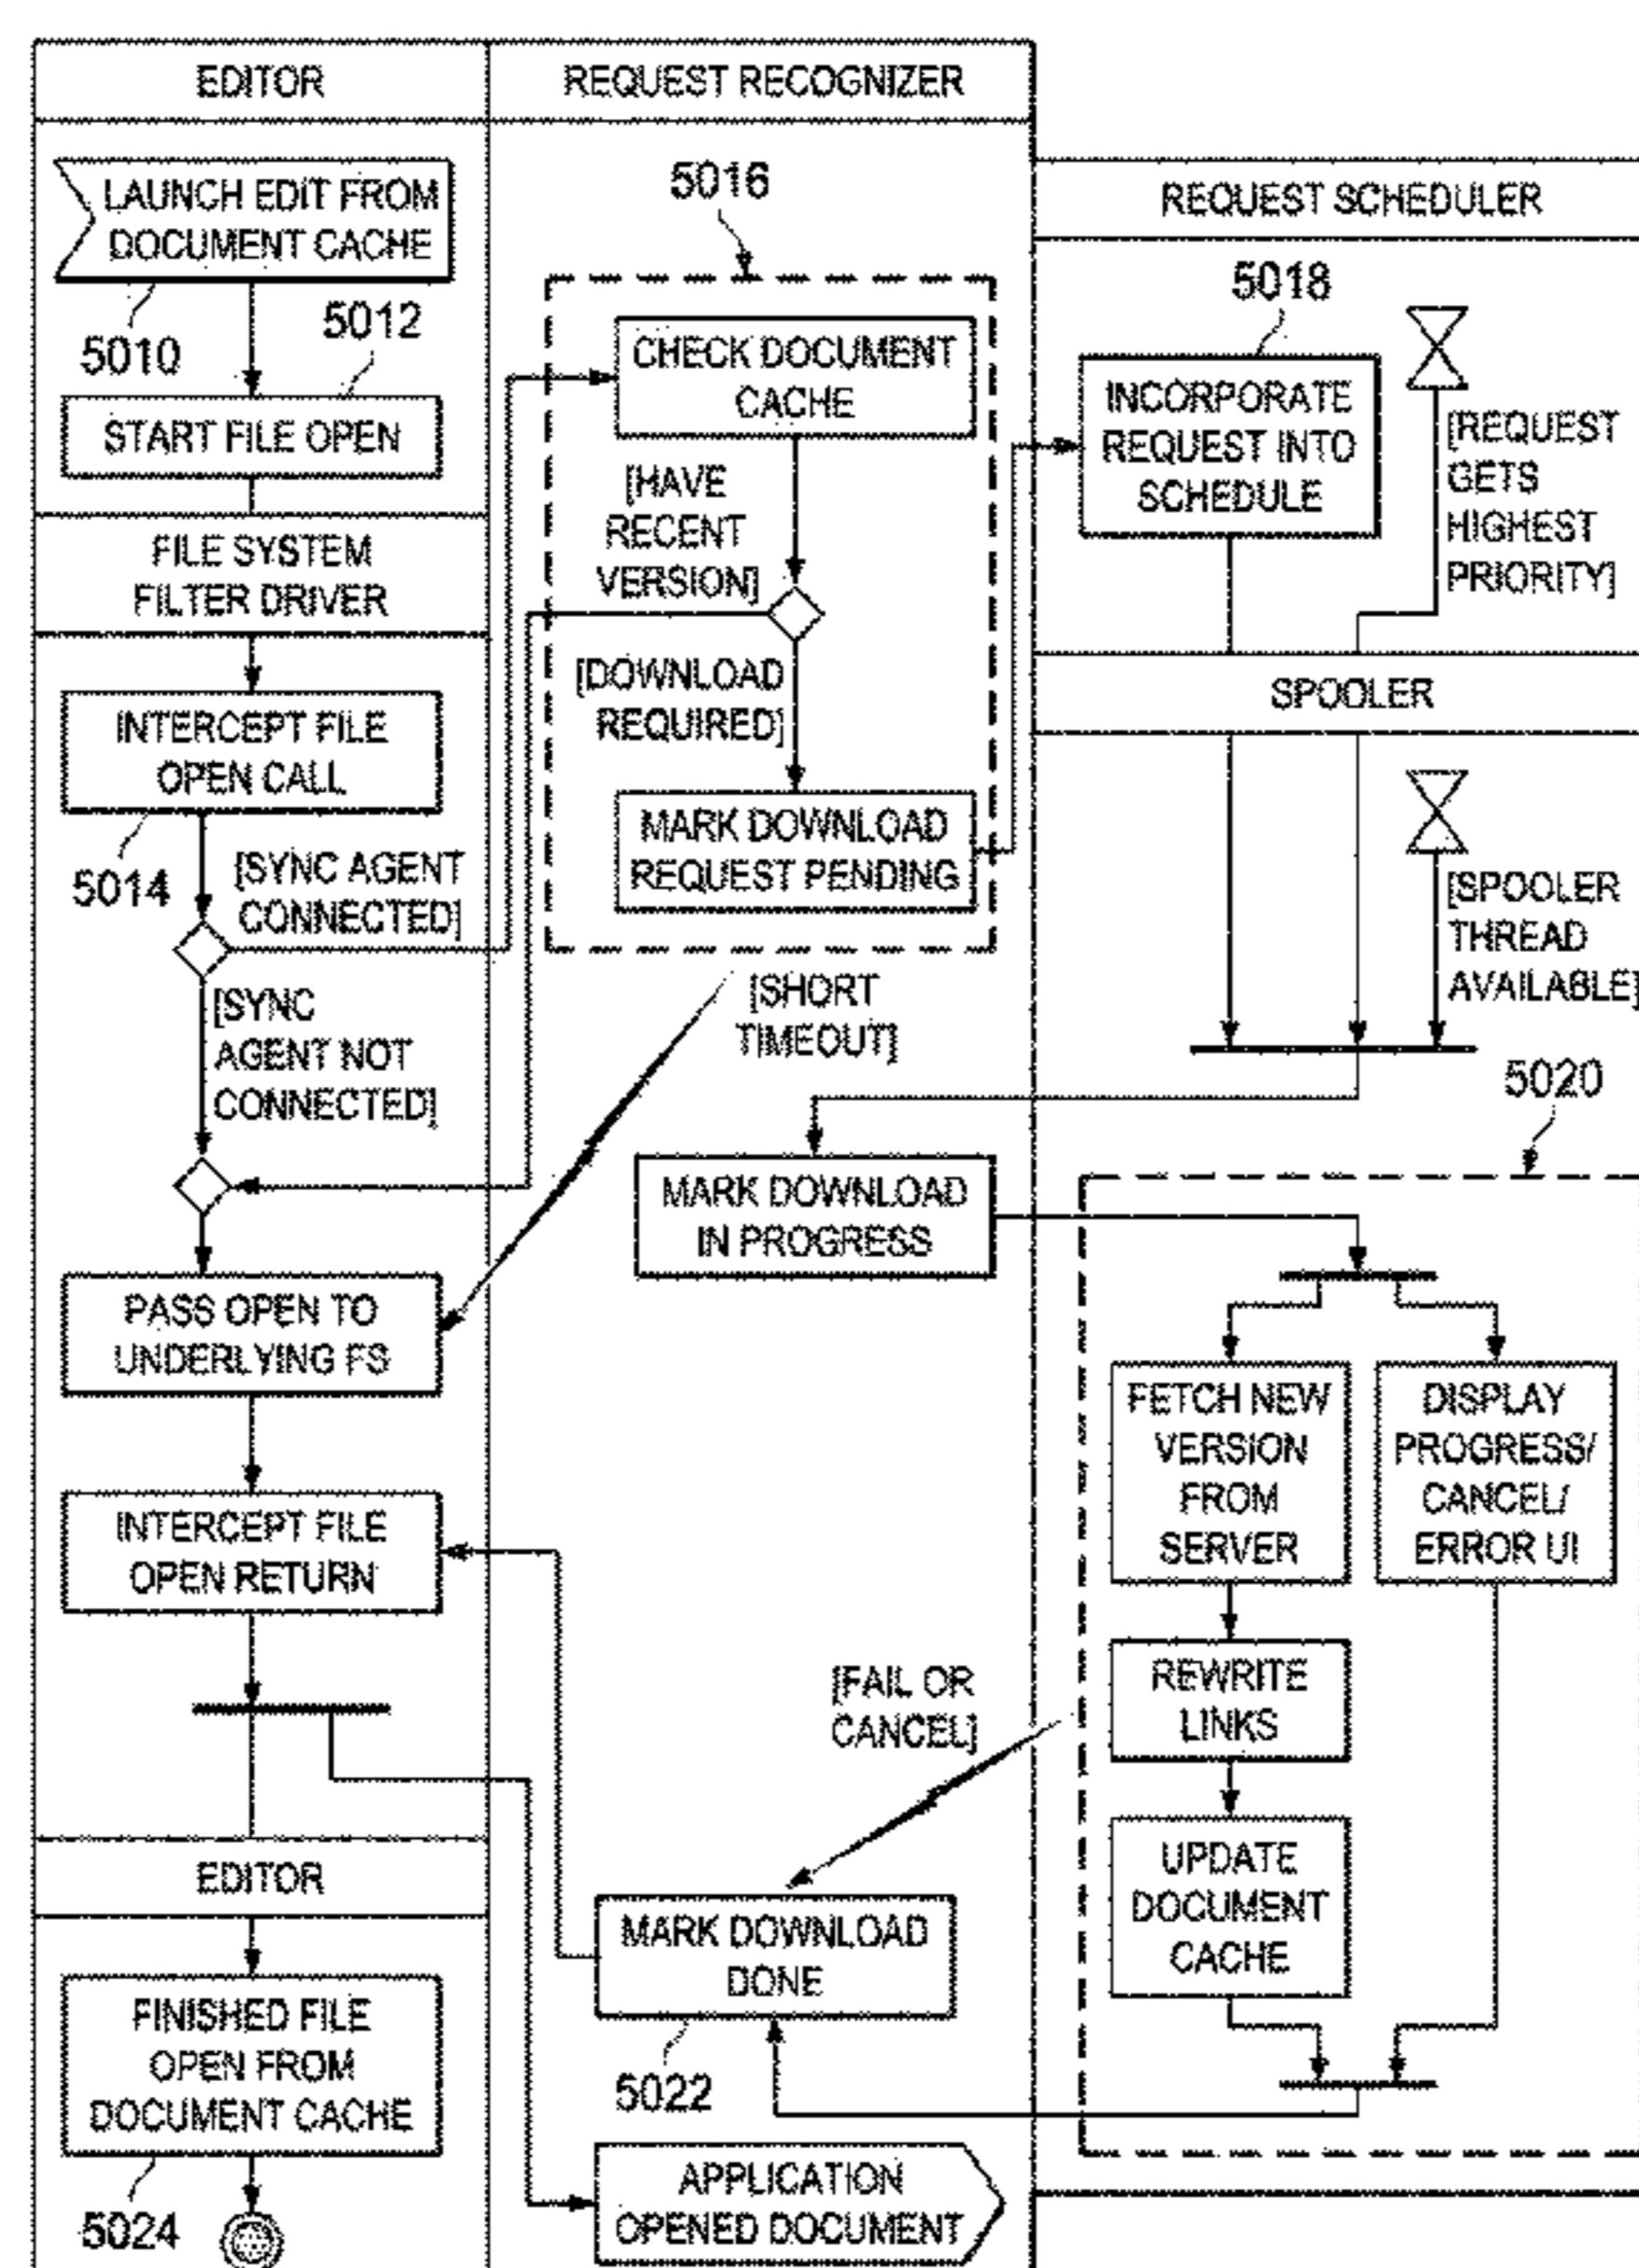 EDITOR
REQUEST RECOGNIZER
LAUNCH EDIT FROM
DOCUMENT CACHE
5010
5012
START FILE OPEN
FILE SYSTEM
FILTER DRIVER
INTERCEPT FILE
OPEN CALL
5014
[SYNC AGENT
CONNECTED]
[SYNC
AGENT NOT
CONNECTED]
PASS OPEN TO
UNDERLYING FS
INTERCEPT FILE
OPEN RETURN
EDITOR
FINISHED FILE
OPEN FROM
DOCUMENT CACHE
5024
5016
CHECK DOCUMENT
CACHE
[HAVE
RECENT
VERSION]
[DOWNLOAD
REQUIRED]
MARK DOWNLOAD
REQUEST PENDING
[SHORT
TIMEOUT]
MARK DOWNLOAD
IN PROGRESS
[FAIL OR
CANCEL]
MARK DOWNLOAD
DONE
5022
APPLICATION
OPENED DOCUMENT
REQUEST SCHEDULER
5018
INCORPORATE
REQUEST INTO
SCHEDULE
[REQUEST
GETS
HIGHEST
PRIORITY]
SPOOLER
[SPOOLER
THREAD
AVAILABLE]
5020
FETCH NEW
VERSION
FROM
SERVER
DISPLAY
PROGRESS/
CANCEL/
ERROR UI
REWRITE
LINKS
UPDATE
DOCUMENT
CACHE